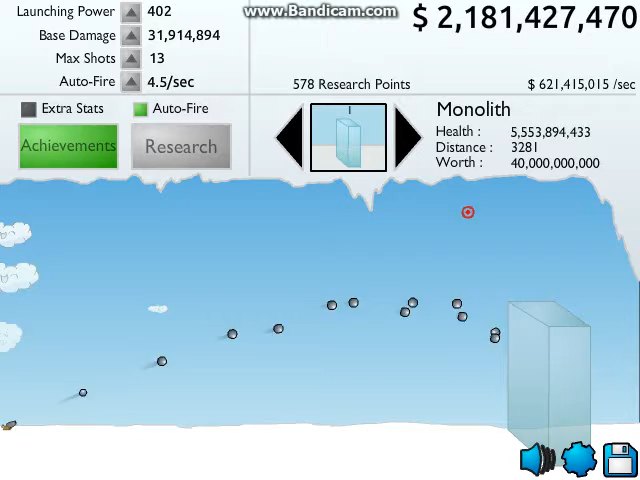 Launching Power 402
www.Bandicam.com
$ 2,181,427,470
Base Damage 31,914,894
Max Shots 13
Auto-Fire 4.5/sec
578 Research Points
$ 621,415,015 /sec
Extra Stats
Auto-Fire
Achievements
Research
Monolith
Health : 5,553,894,433
Distance : 3281
Worth : 40,000,000,000